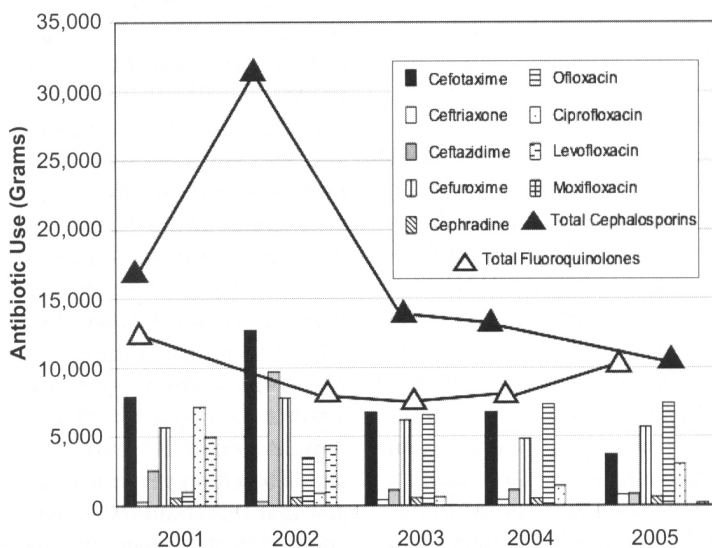 35,000
30,000
25,000
20,000
15,000
10,000
5,000
0
Antibiotic Use (Grams)
Cefotaxime
Ceftriaxone
Ceftazidime
Cefuroxime
Cephradine
Ofloxacin
Ciprofloxacin
Levofloxacin
Moxifloxacin
Total Cephalosporins
Total Fluoroquinolones
2001 2002 2003 2004 2005